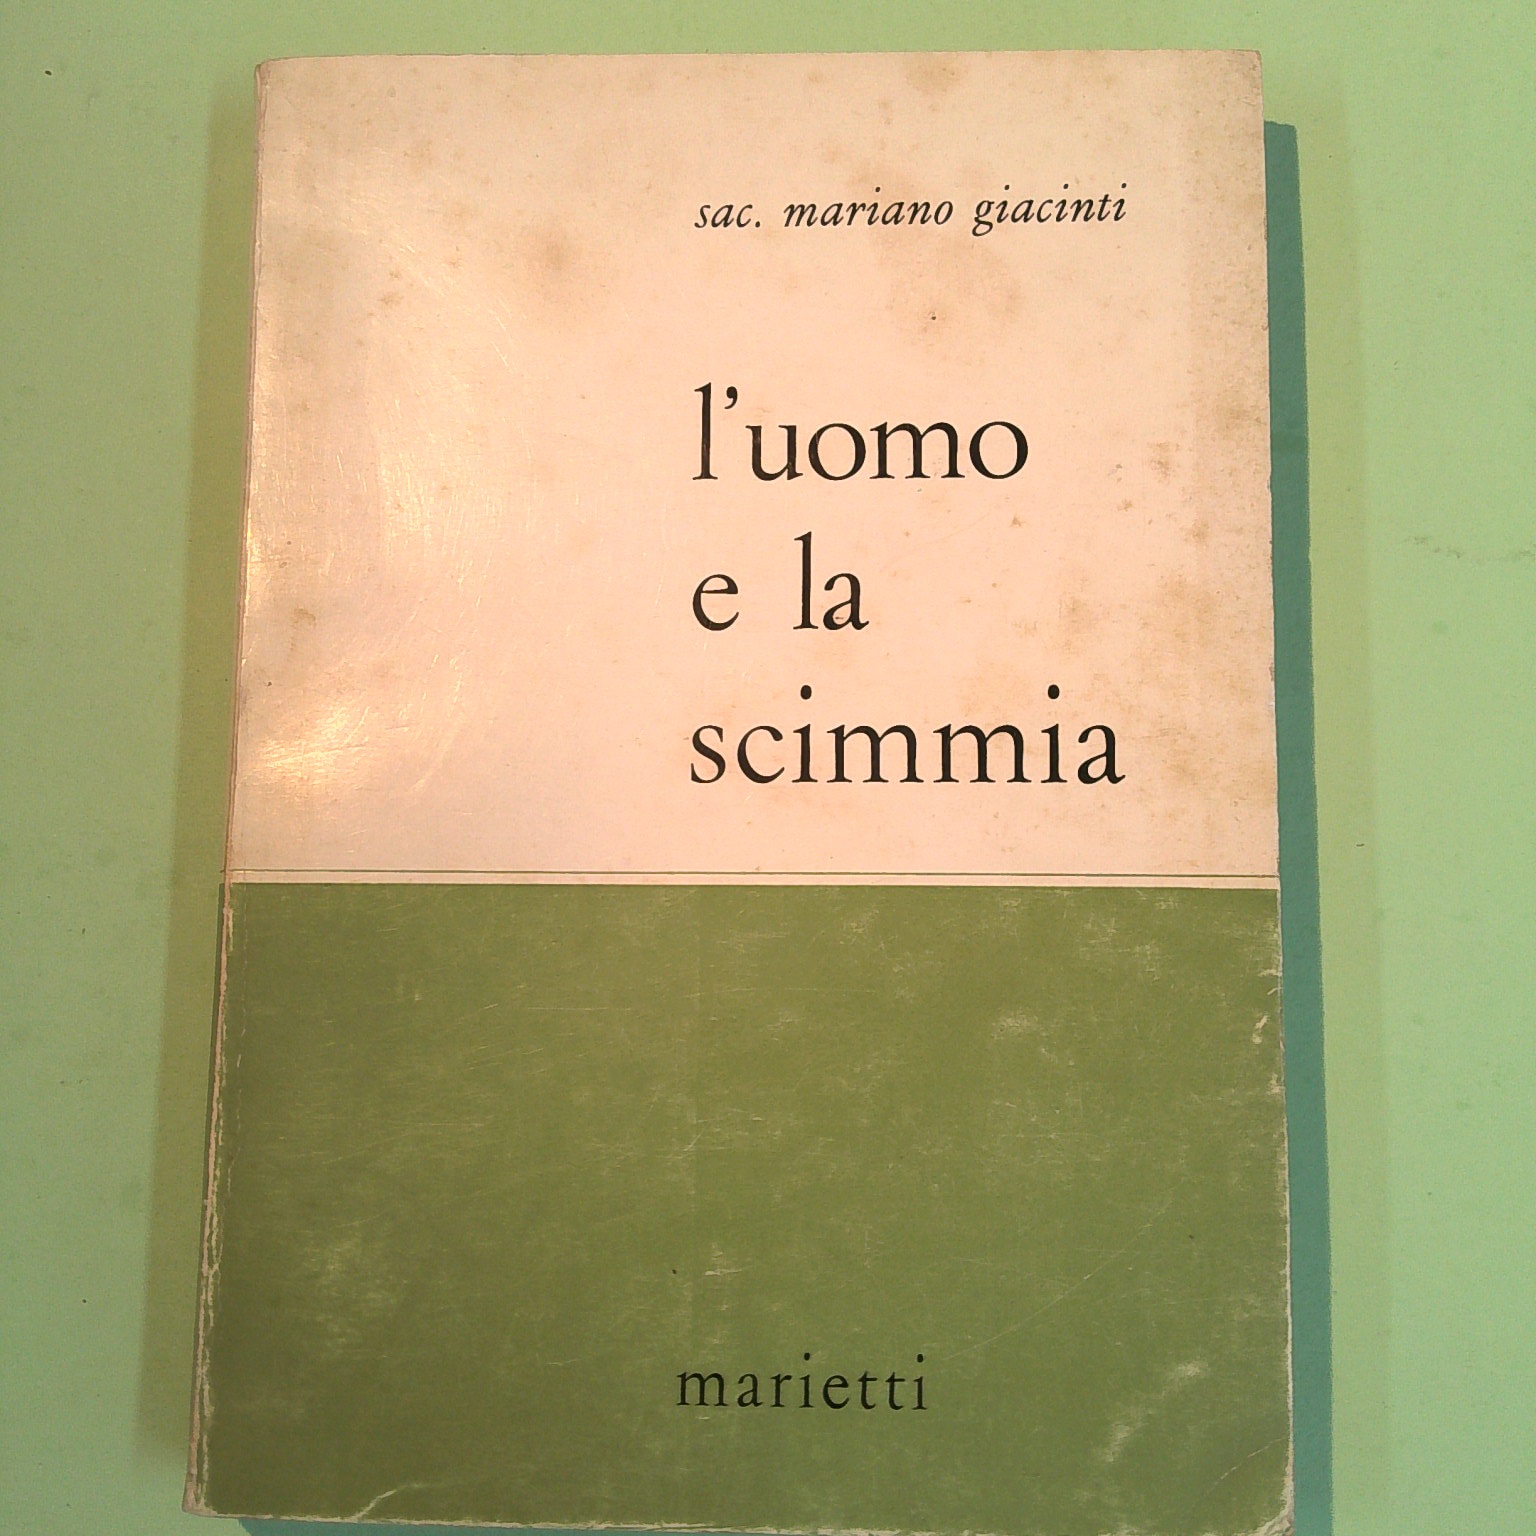 sac. mariano giacinti
l'uomo
e la
scimmia
marietti